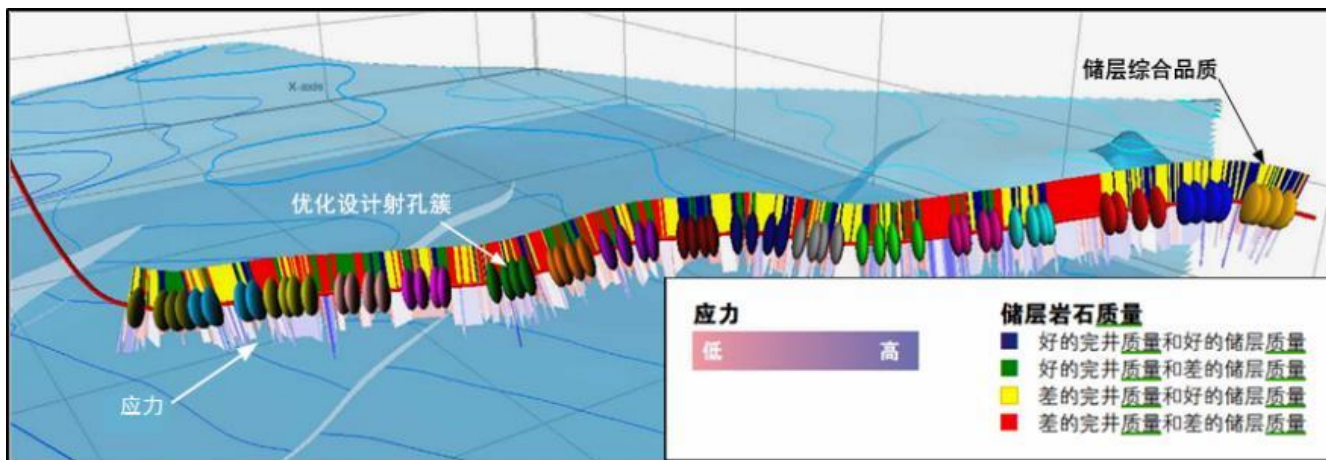 储层综合品质
X-axis
优化设计射孔簇
应力
应力
低 高
储层岩石质量
好的完井质量和好的储层质量
好的完井质量和差的储层质量
差的完井质量和好的储层质量
差的完井质量和差的储层质量